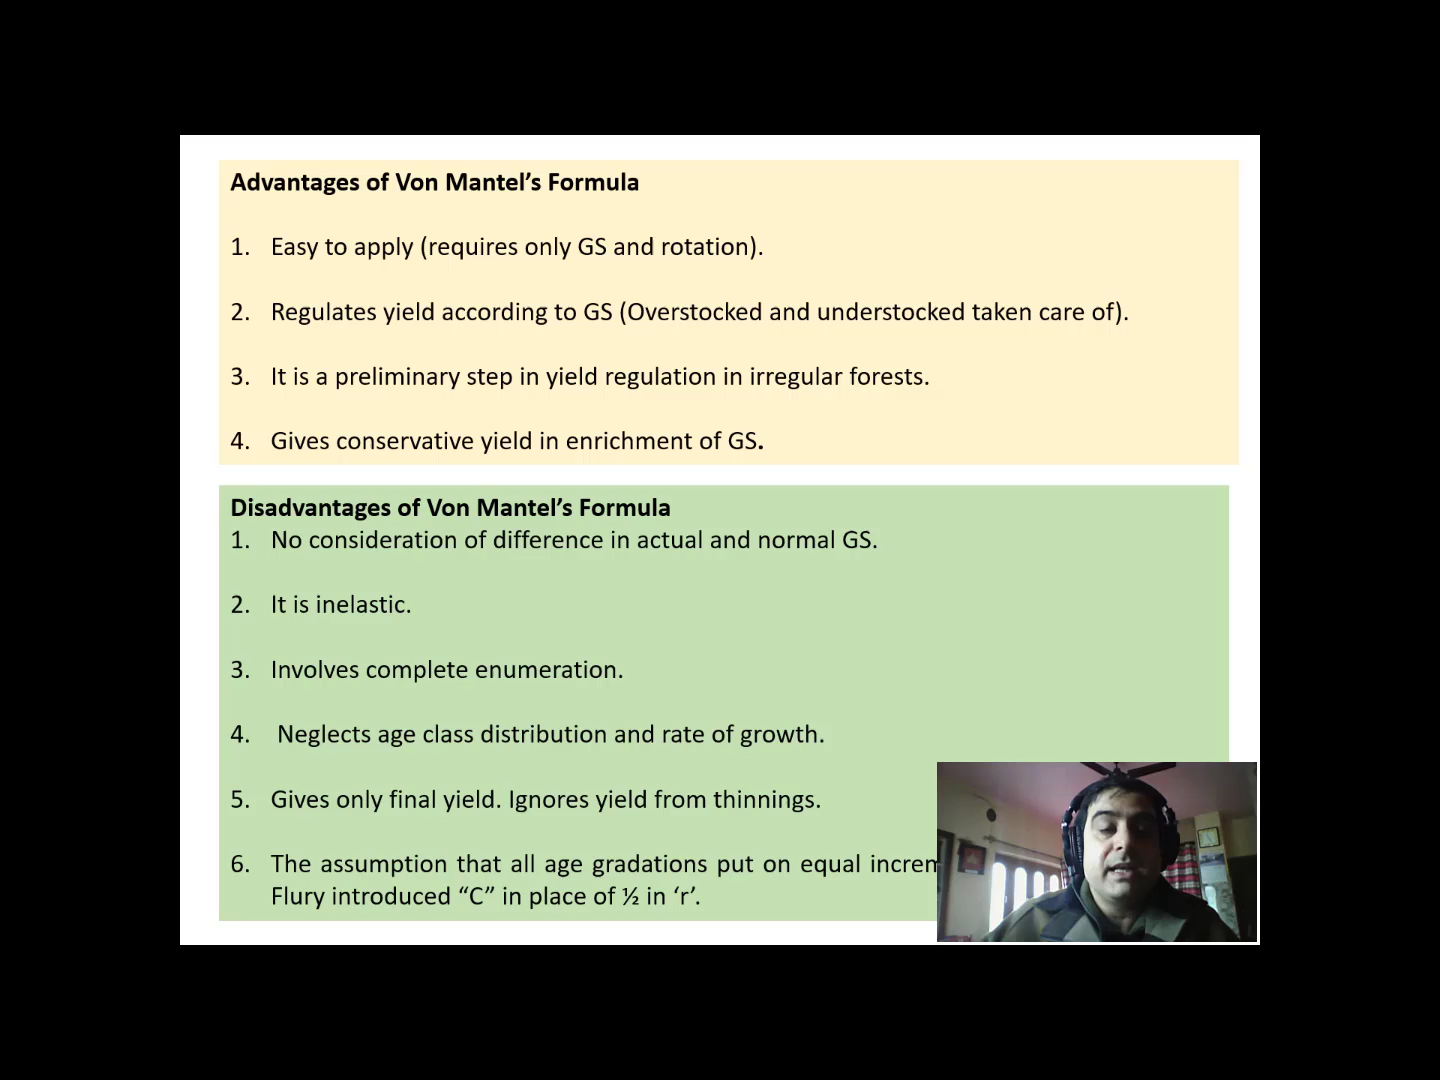 Advantages of Von Mantel’s Formula
1. Easy to apply (requires only GS and rotation).
2. Regulates yield according to GS (Overstocked and understocked taken care of).
3. It is a preliminary step in yield regulation in irregular forests.
4. Gives conservative yield in enrichment of GS.
Disadvantages of Von Mantel’s Formula
1. No consideration of difference in actual and normal GS.
2. It is inelastic.
3. Involves complete enumeration.
4. Neglects age class distribution and rate of growth.
5. Gives only final yield. Ignores yield from thinnings.
6. The assumption that all age gradations put on equal
Flury introduced “C” in place of ½ in ‘r’.